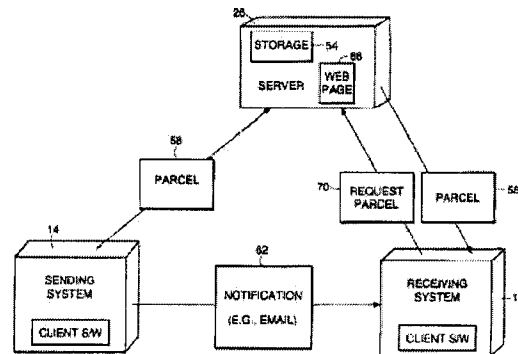 26
STORAGE
54
66
SERVER
WEB
PAGE
58
PARCEL
70
REQUEST
PARCEL
PARCEL
58
14
SENDING
SYSTEM
CLIENT S/W
62
NOTIFICATION
(E.G., EMAIL)
RECEIVING
SYSTEM
CLIENT S/W